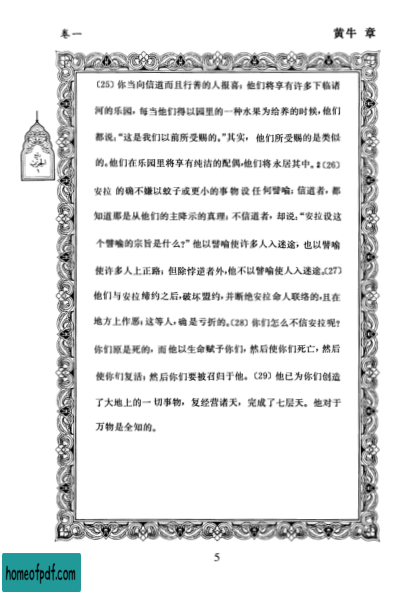 卷一
黄牛 章
(25) 你当向信道而且行善的人报喜；他们将享有许多下临诸
河的乐园，每当他们得以园里的一种水果为给养的时候，他们
都说：“这是我们以前所受赐的。”其实， 他们所受赐的是类似
的。他们在乐园里将享有纯洁的配偶，他们将永居其中。(26)
安拉 的确不嫌以蚊子或更小的事物设任何譬喻；信道者，都
知道那是从他们的主降示的真理；不信道者，却说：“安拉设这
个譬喻的宗旨是什么？”他以譬喻使许多人入迷途，也以譬喻
使许多人上正路；但除悖逆者外，他不以譬喻使人入迷途。(27)
他们与安拉缔约之后，破坏盟约，并断绝安拉命人联络的，且在
地方上作恶；这等人，确是亏折的。(28) 你们怎么不信安拉呢？
你们原是死的，而他以生命赋予你们，然后使你们死亡，然后
使你们复活；然后你们要被召归于他。(29) 他已为你们创造
了大地上的一切事物，复经营诸天，完成了七层天。他对于
万物是全知的。
5
homeofpdf.com